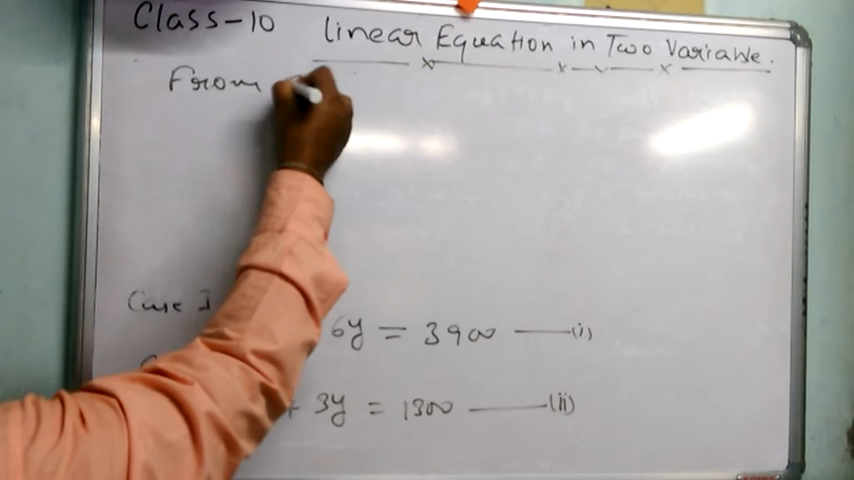 Class-10 Linear Equation in Two Variable.
From
Case I
6y = 3900 —(i)
+ 3y = 1300 —(ii)